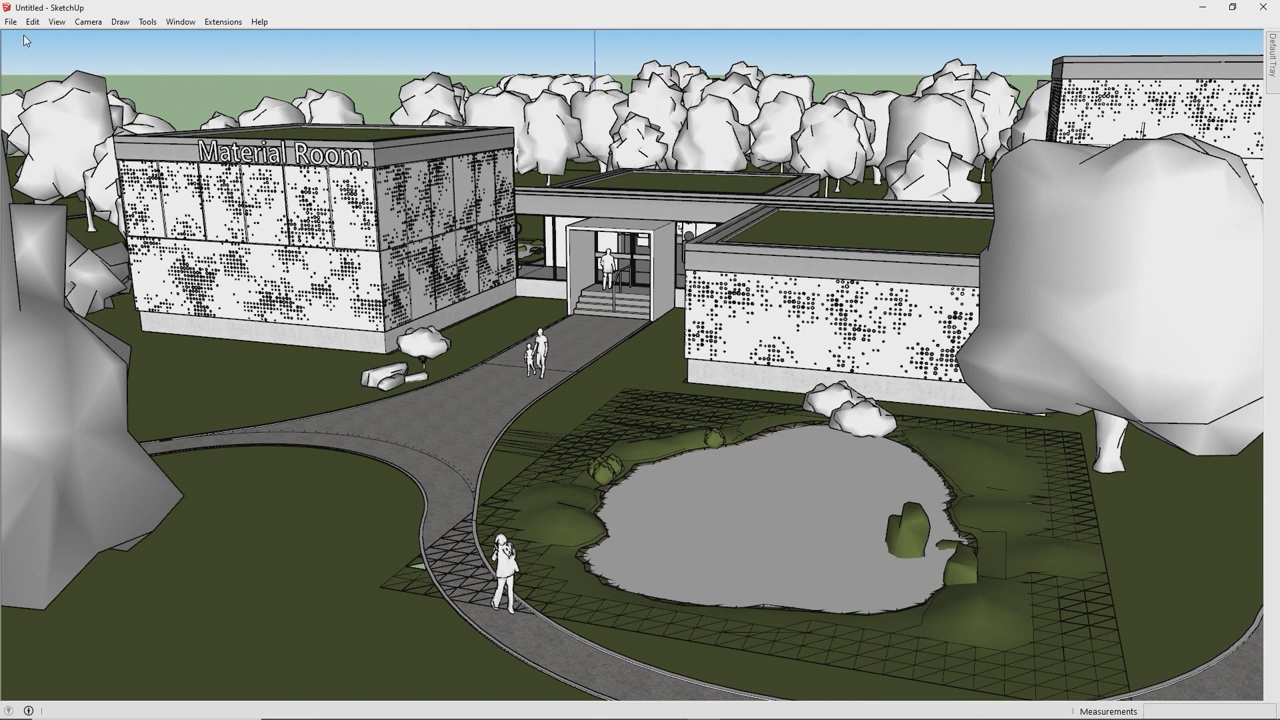 Untitled - SketchUp
File Edit View Camera Draw Tools Window Extensions Help
Default Tray
Material Room.
Measurements